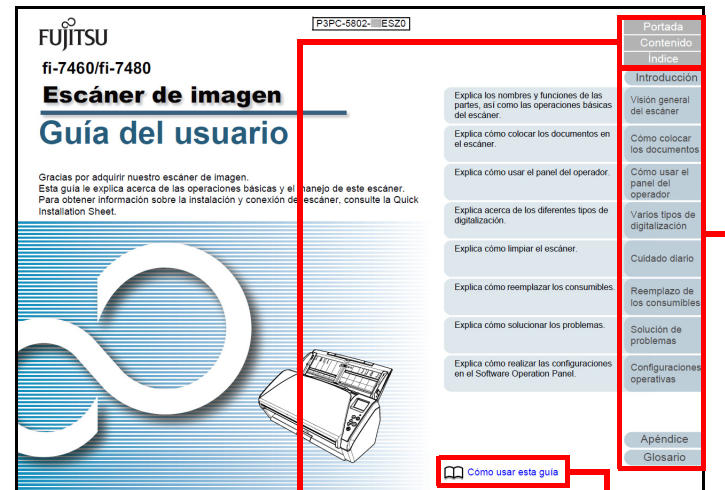 P3PC-5802-ESZ0
FUJITSU
fi-7460/fi-7480
Escáner de imagen
Guía del usuario
Gracias por adquirir nuestro escáner de imagen.
Esta guía le explica acerca de las operaciones básicas y el manejo de este escáner.
Para obtener información sobre la instalación y conexión de escáner, consulte la Quick
Installation Sheet.
Portada
Contenido
Índice
Introducción
Explica los nombres y funciones de las
partes, así como las operaciones básicas
del escáner.
Visión general
del escáner
Explica cómo colocar los documentos en
el escáner.
Cómo colocar
los documentos
Explica cómo usar el panel del operador.
Cómo usar el
panel del
operador
Explica acerca de los diferentes tipos de
digitalización.
Varios tipos de
digitalización
Explica cómo limpiar el escáner.
Cuidado diario
Explica cómo reemplazar los consumibles.
Reemplazo de
los consumibles
Explica cómo solucionar los problemas.
Solución de
problemas
Explica cómo realizar las configuraciones
en el Software Operation Panel.
Configuraciones
operativas
Apéndice
Glosario
Cómo usar esta guía